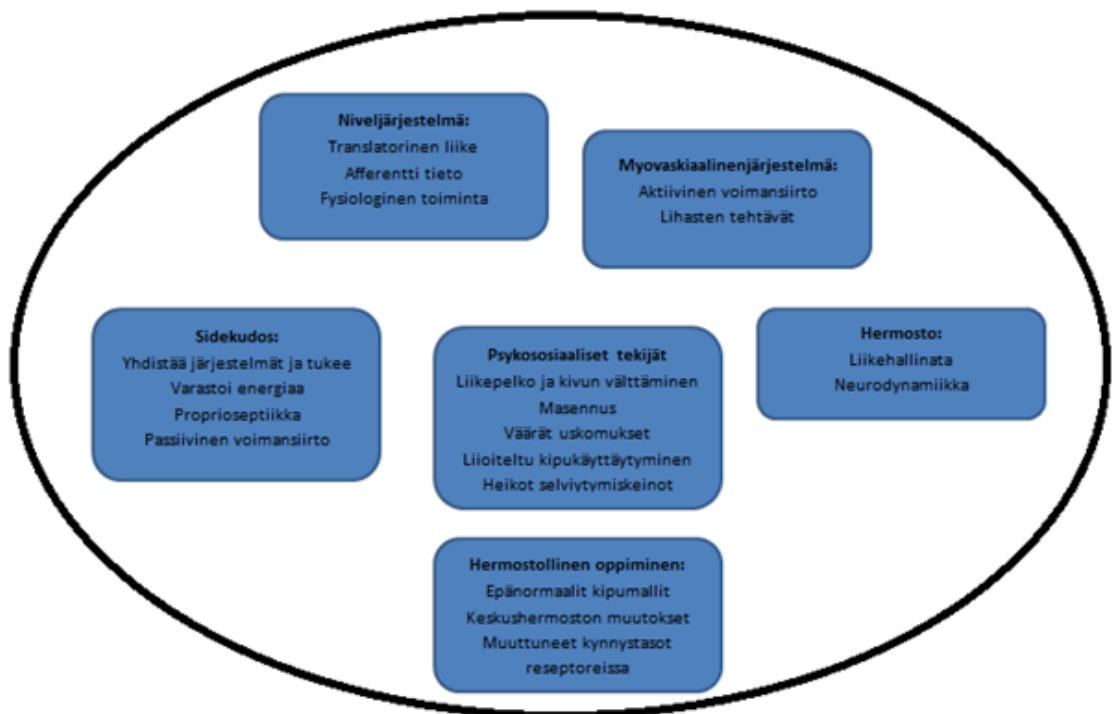 Niveljärjestelmä:
Translatorinen liike
Afferentti tieto
Fysiologinen toiminta
Myovaskiaalinenjärjestelmä:
Aktiivinen voimansiirto
Lihasten tehtävät
Sidekudos:
Yhdistää järjestelmät ja tukee
Varastoi energiaa
Proprioseptiikka
Passiivinen voimansiirto
Psykososiaaliset tekijät
Liikepelko ja kivun välttäminen
Masennus
Väärät uskomukset
Liioiteltu kipukäyttäytyminen
Heikot selviytymiskeinot
Hermosto:
Liikehallinata
Neurodynamiikka
Hermostollinen oppiminen:
Epänormaalit kipumallit
Keskushermoston muutokset
Muuttuneet kynnystasot
reseptoreissa